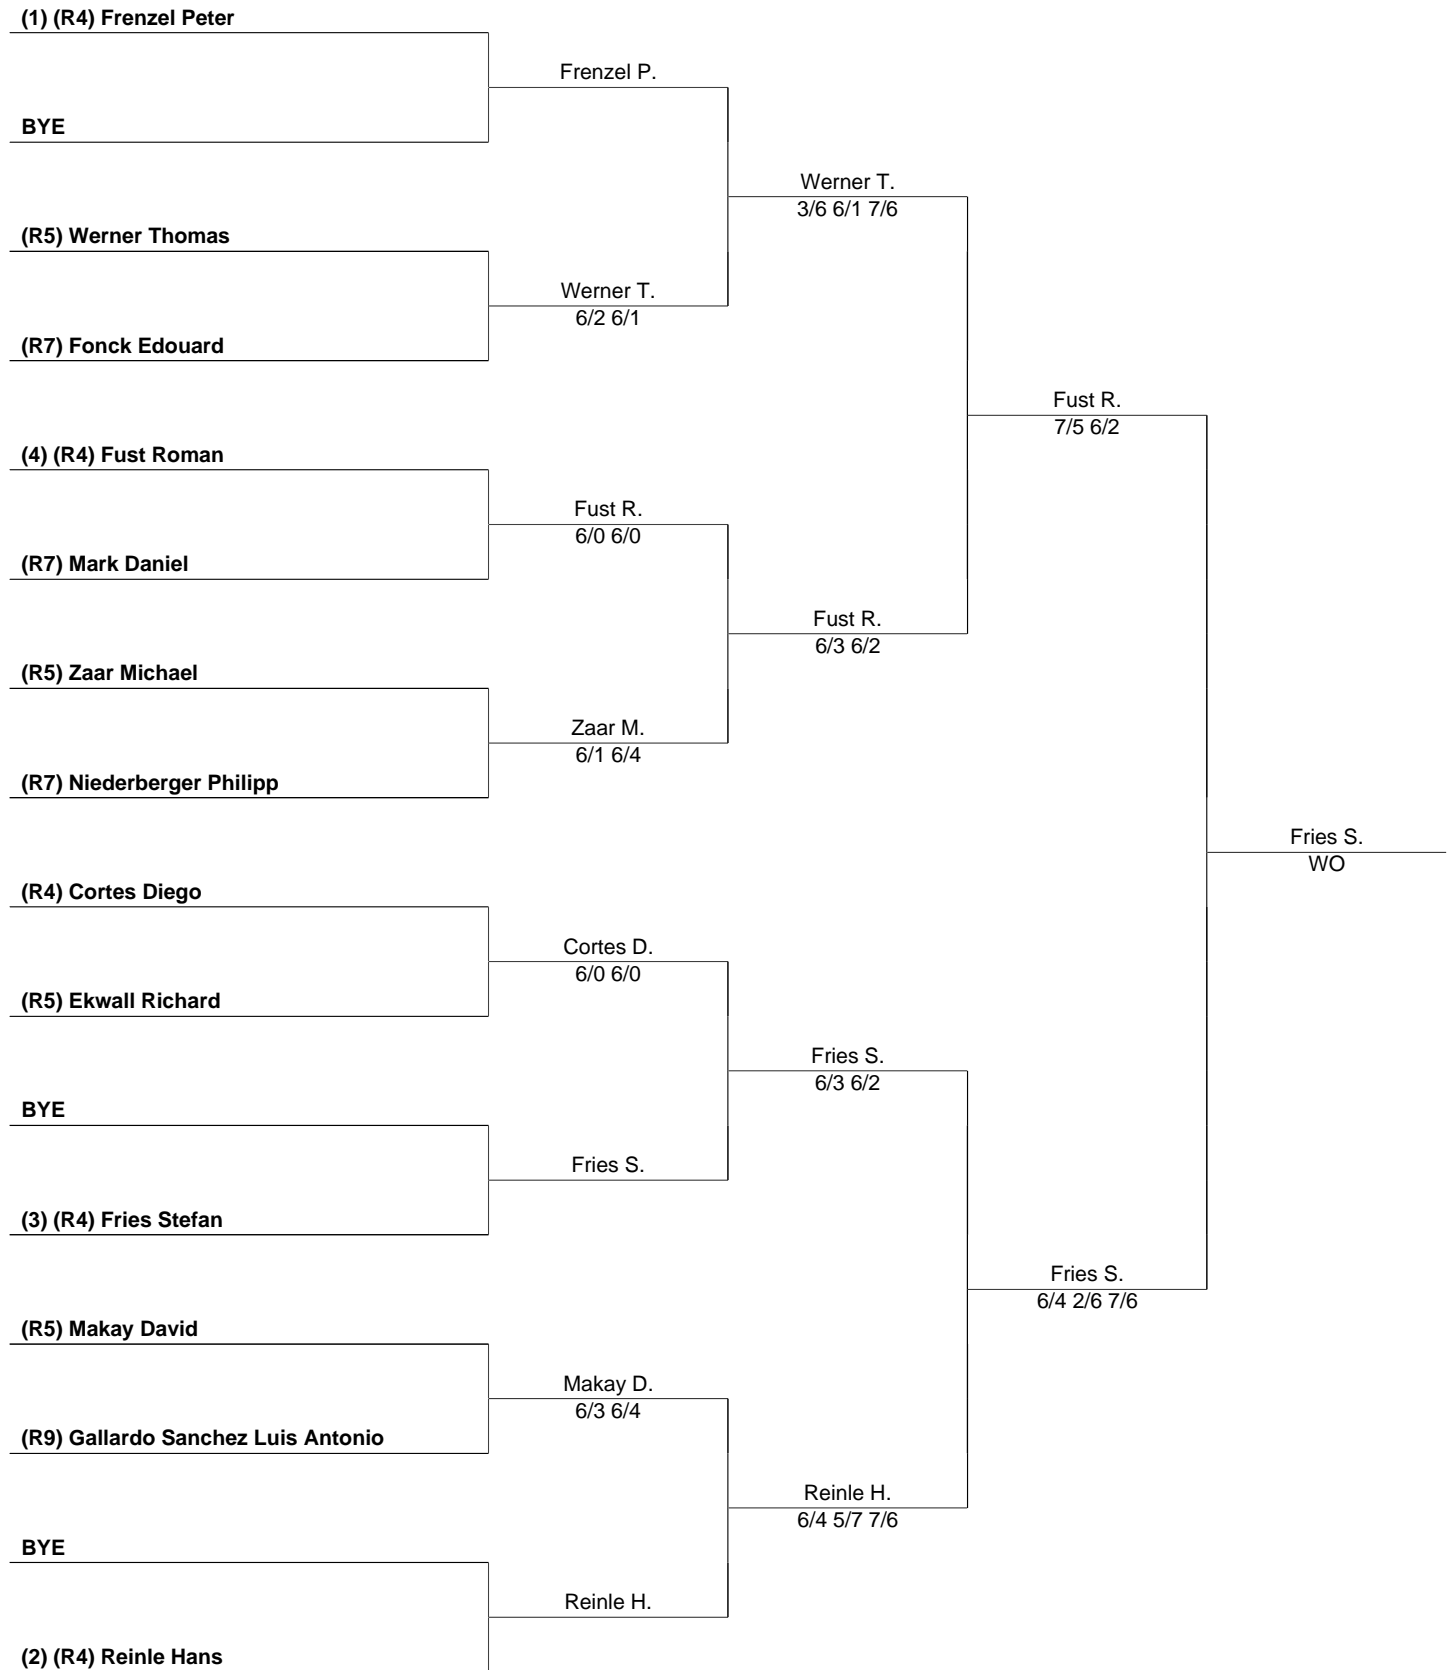 (1) (R4) Frenzel Peter
Frenzel P.
BYE
Werner T.
3/6 6/1 7/6
(R5) Werner Thomas
Werner T.
6/2 6/1
(R7) Fonck Edouard
Fust R.
7/5 6/2
(4) (R4) Fust Roman
Fust R.
6/0 6/0
(R7) Mark Daniel
Fust R.
6/3 6/2
(R5) Zaar Michael
Zaar M.
6/1 6/4
(R7) Niederberger Philipp
Fries S.
WO
(R4) Cortes Diego
Cortes D.
6/0 6/0
(R5) Ekwall Richard
Fries S.
6/3 6/2
BYE
Fries S.
(3) (R4) Fries Stefan
Fries S.
6/4 2/6 7/6
(R5) Makay David
Makay D.
6/3 6/4
(R9) Gallardo Sanchez Luis Antonio
Reinle H.
6/4 5/7 7/6
BYE
Reinle H.
(2) (R4) Reinle Hans